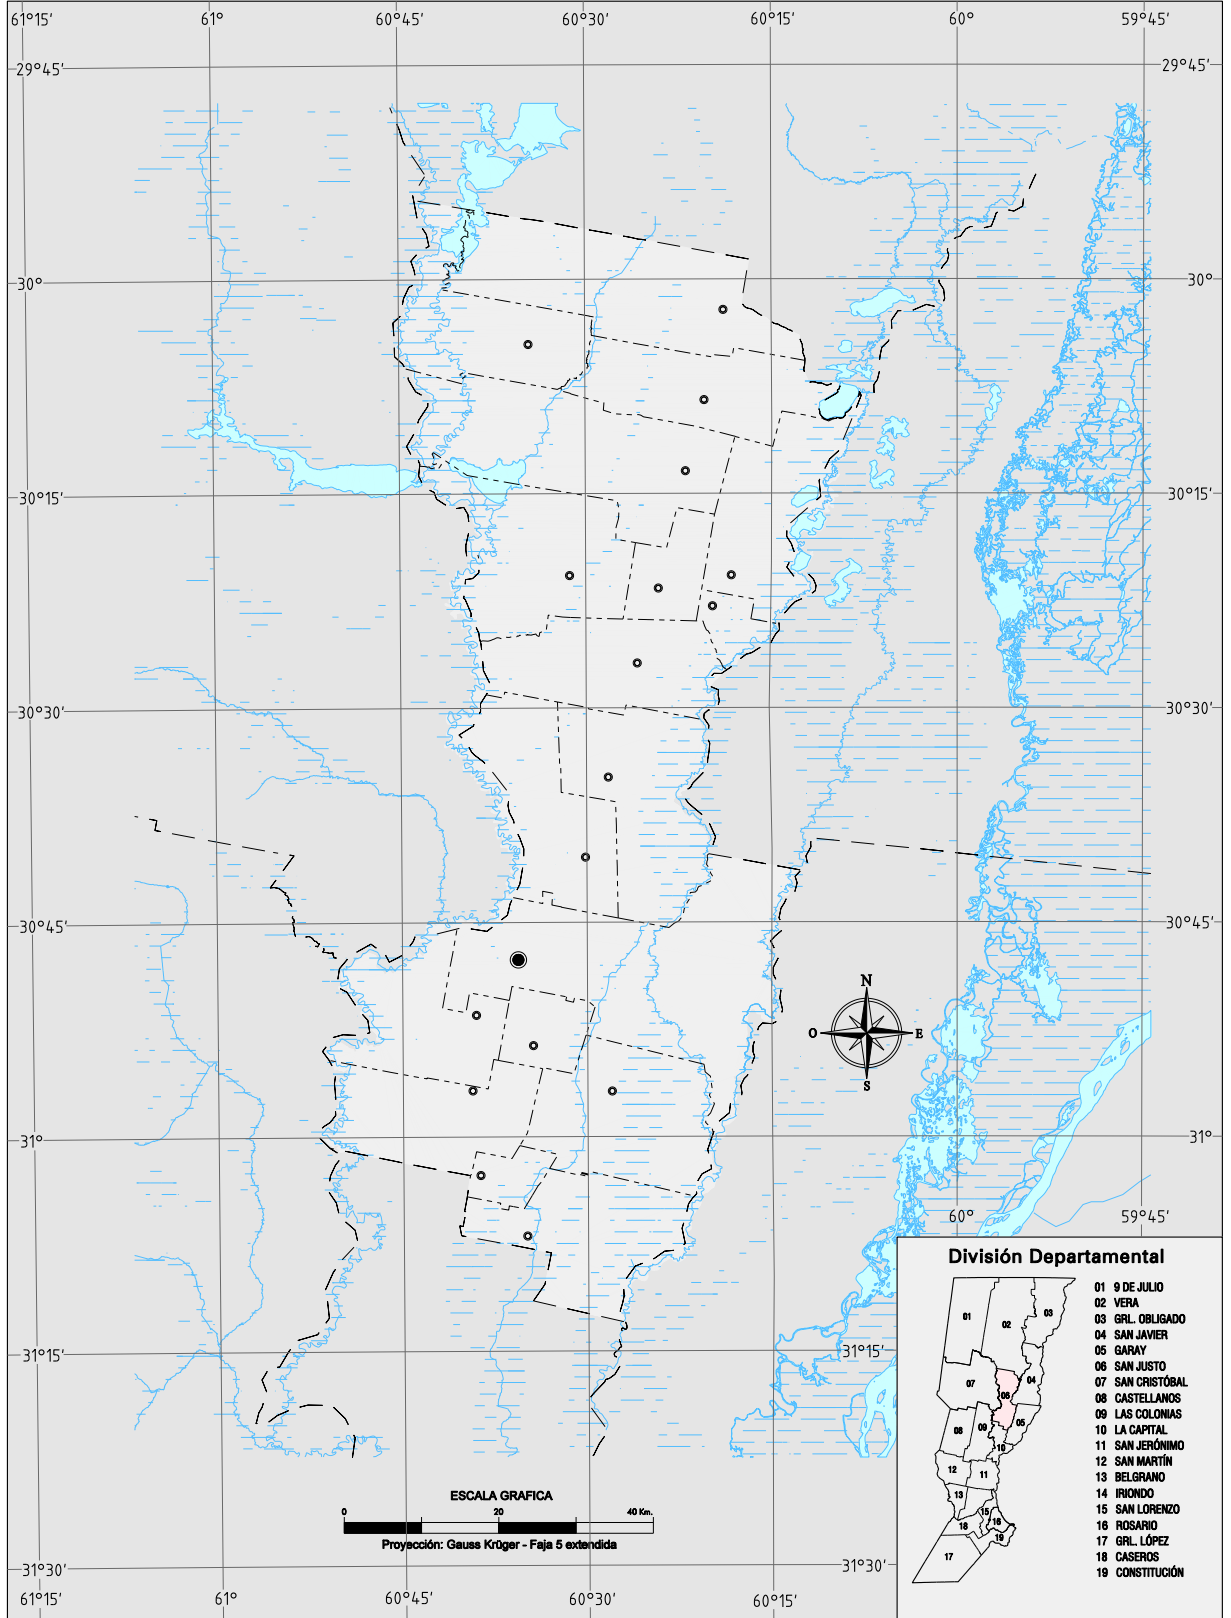 61°15' 61° 60°45' 60°30' 60°15' 60° 59°45'
29°45' 29°45'
30° 30°
30°15' 30°15'
30°30' 30°30'
30°45' 30°45'
N
O E
S
31° 31°
60° 59°45'
División Departamental
01 9 DE JULIO
02 VERA
03 GRL. OBLIGADO
04 SAN JAVIER
05 GARAY
06 SAN JUSTO
07 SAN CRISTÓBAL
08 CASTELLANOS
09 LAS COLONIAS
10 LA CAPITAL
11 SAN JERÓNIMO
12 SAN MARTÍN
13 BELGRANO
14 IRIONDO
15 SAN LORENZO
16 ROSARIO
17 GRL. LÓPEZ
18 CASEROS
19 CONSTITUCIÓN
01
02
03
07
04
06
08
09
05
10
12
11
13
15
16
18
19
17
31°15' 31°15'
ESCALA GRAFICA
0 20 40 Km.
Proyección: Gauss Krüger - Faja 5 extendida
31°30' 31°30'
61°15' 61° 60°45' 60°30' 60°15'